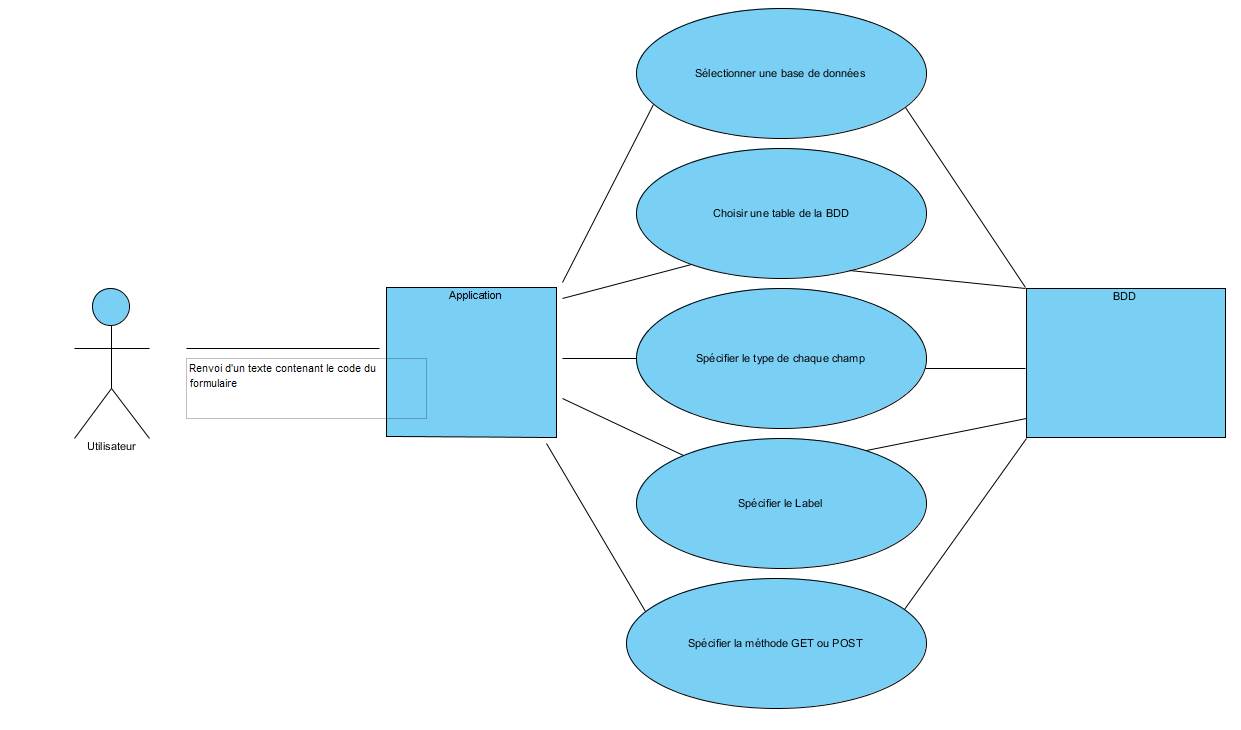 Sélectionner une base de données
Choisir une table de la BDD
Application
BDD
Spécifier le type de chaque champ
Renvoi d'un texte contenant le code du
formulaire
Utilisateur
Spécifier le Label
Spécifier la méthode GET ou POST